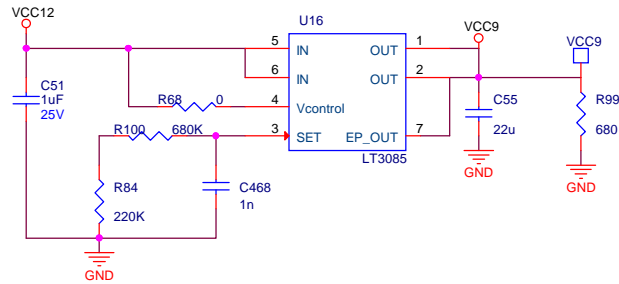 VCC12
U16
VCC9
VCC9
5 IN OUT 1
6 IN OUT 2
C51
1uF
25V
R68 0
4 Vcontrol
C55
22u
R99
680
R100 680K
3 SET EP_OUT 7
LT3085
GND
GND
R84
220K
C468
1n
GND